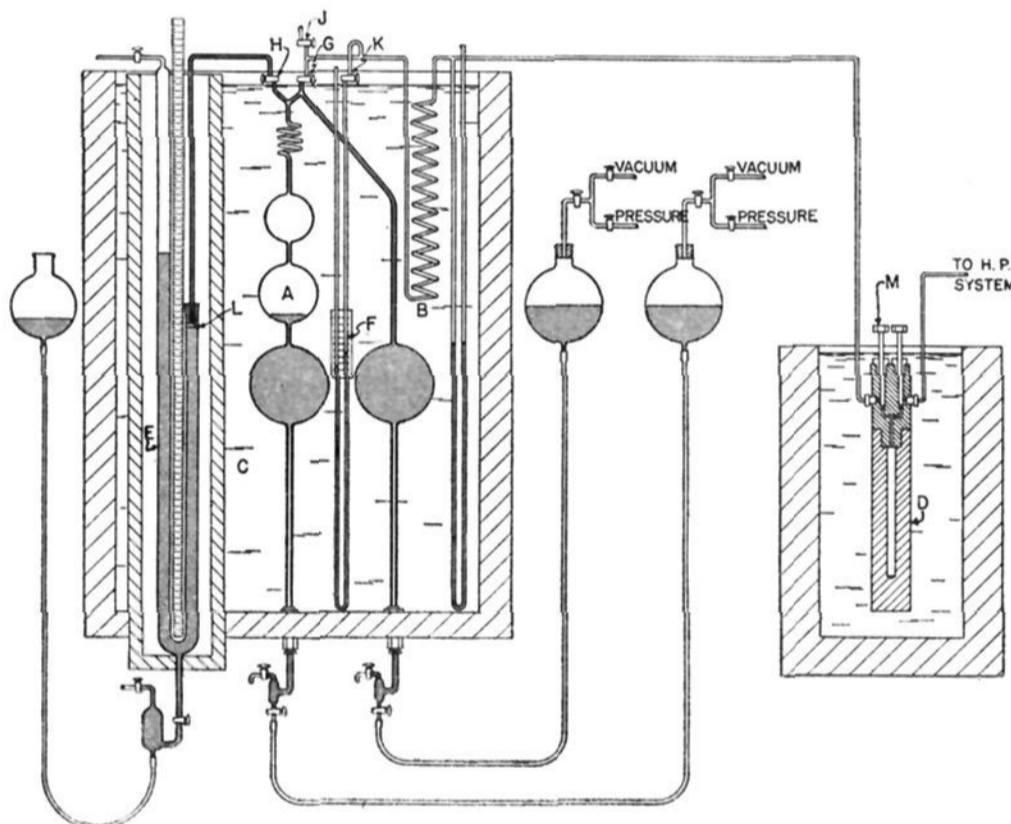 J
H
G
K
VACUUM
VACUUM
PRESSURE
PRESSURE
TO H. P.
SYSTEM
M
A
B
L
F
E
C
D